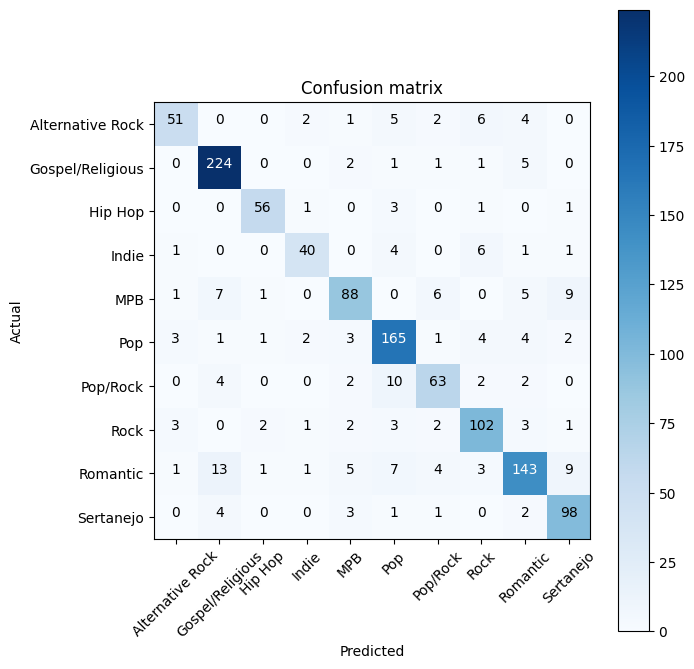 Confusion matrix
Actual
Alternative Rock 51 0 0 2 1 5 2 6 4 0
Gospel/Religious 0 224 0 0 2 1 1 1 5 0
Hip Hop 0 0 56 1 0 3 0 1 0 1
Indie 1 0 0 40 0 4 0 6 1 1
MPB 1 7 1 0 88 0 6 0 5 9
Pop 3 1 1 2 3 165 1 4 4 2
Pop/Rock 0 4 0 0 2 10 63 2 2 0
Rock 3 0 2 1 2 3 2 102 3 1
Romantic 1 13 1 1 5 7 4 3 143 9
Sertanejo 0 4 0 0 3 1 1 0 2 98
Alternative Rock Gospel/Religious Hip Hop Indie MPB Pop Pop/Rock Rock Romantic Sertanejo
Predicted
200
175
150
125
100
75
50
25
0